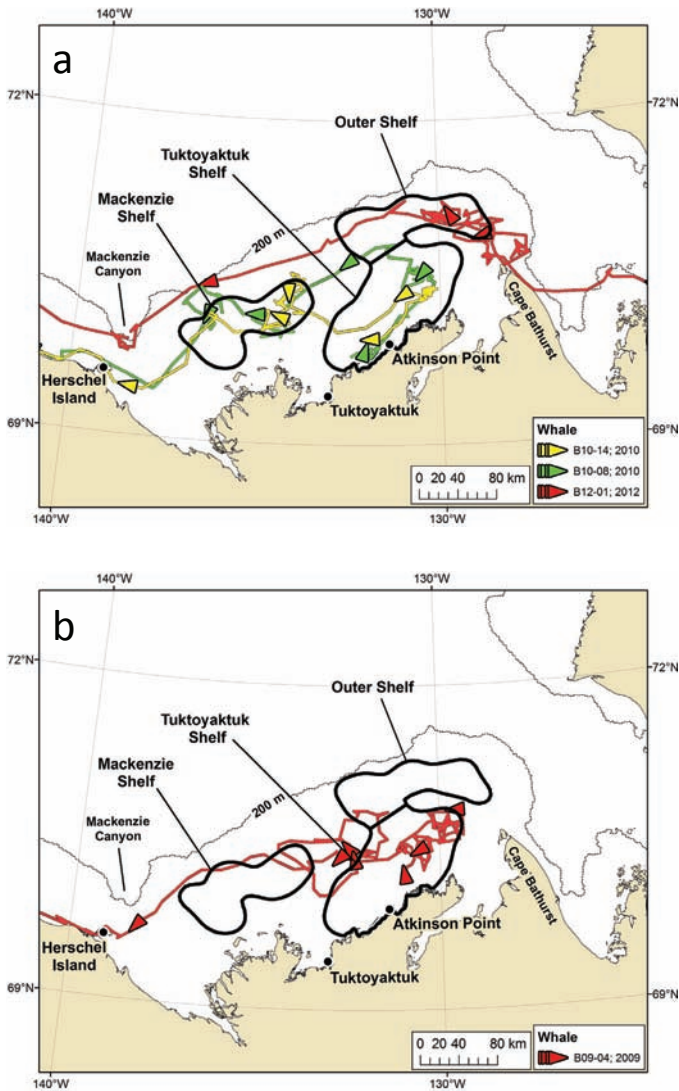 140°W
130°W
a
72°N
72°N
Outer Shelf
Tuktoyaktuk
Shelf
Mackenzie
Shelf
200 m
Mackenzie
Canyon
Cape Bathurst
Atkinson Point
Herschel
Island
Tuktoyaktuk
69°N
69°N
Whale
B10-14; 2010
B10-08; 2010
B12-01; 2012
0 20 40 80 km
140°W
130°W
140°W
130°W
b
72°N
72°N
Outer Shelf
Tuktoyaktuk
Shelf
Mackenzie
Shelf
200 m
Mackenzie
Canyon
Cape Bathurst
Atkinson Point
Herschel
Island
Tuktoyaktuk
69°N
69°N
0 20 40 80 km
Whale
B09-04; 2009
140°W
130°W